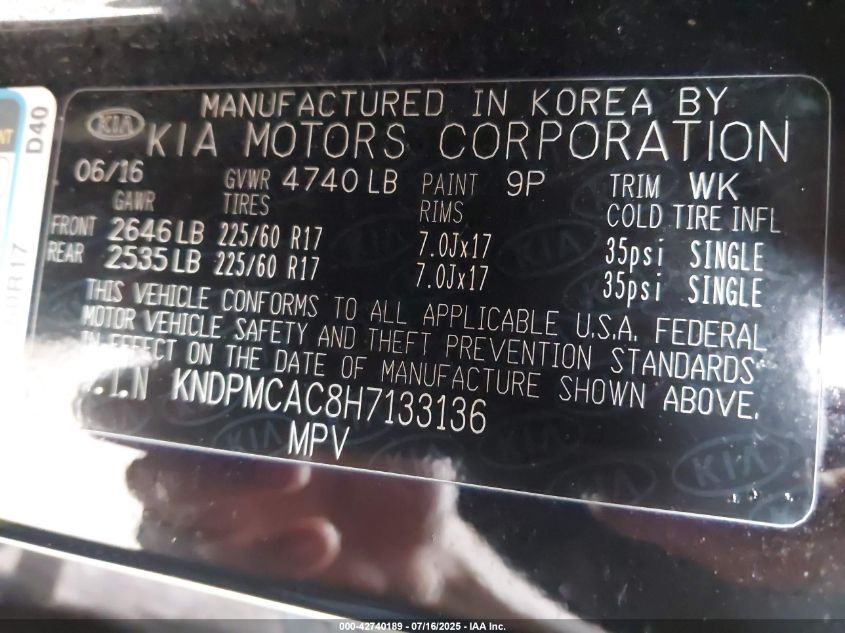 MANUFACTURED IN KOREA BY
KIA
KIA MOTORS CORPORATION
06/16 GVWR 4740 LB PAINT 9P TRIM WK
GAWR TIRES RIMS COLD TIRE INFL
FRONT 2646 LB 225/60 R17 7.0Jx17 35psi SINGLE
REAR 2535 LB 225/60 R17 7.0Jx17 35psi SINGLE
THIS VEHICLE CONFORMS TO ALL APPLICABLE U.S.A. FEDERAL
MOTOR VEHICLE SAFETY AND THEFT PREVENTION STANDARDS
IN EFFECT ON THE DATE OF MANUFACTURE SHOWN ABOVE.
V.I.N KNDPMCAC8H7133136
MPV
KIA
D40
000-42740189 - 07/16/2025 - IAA Inc.